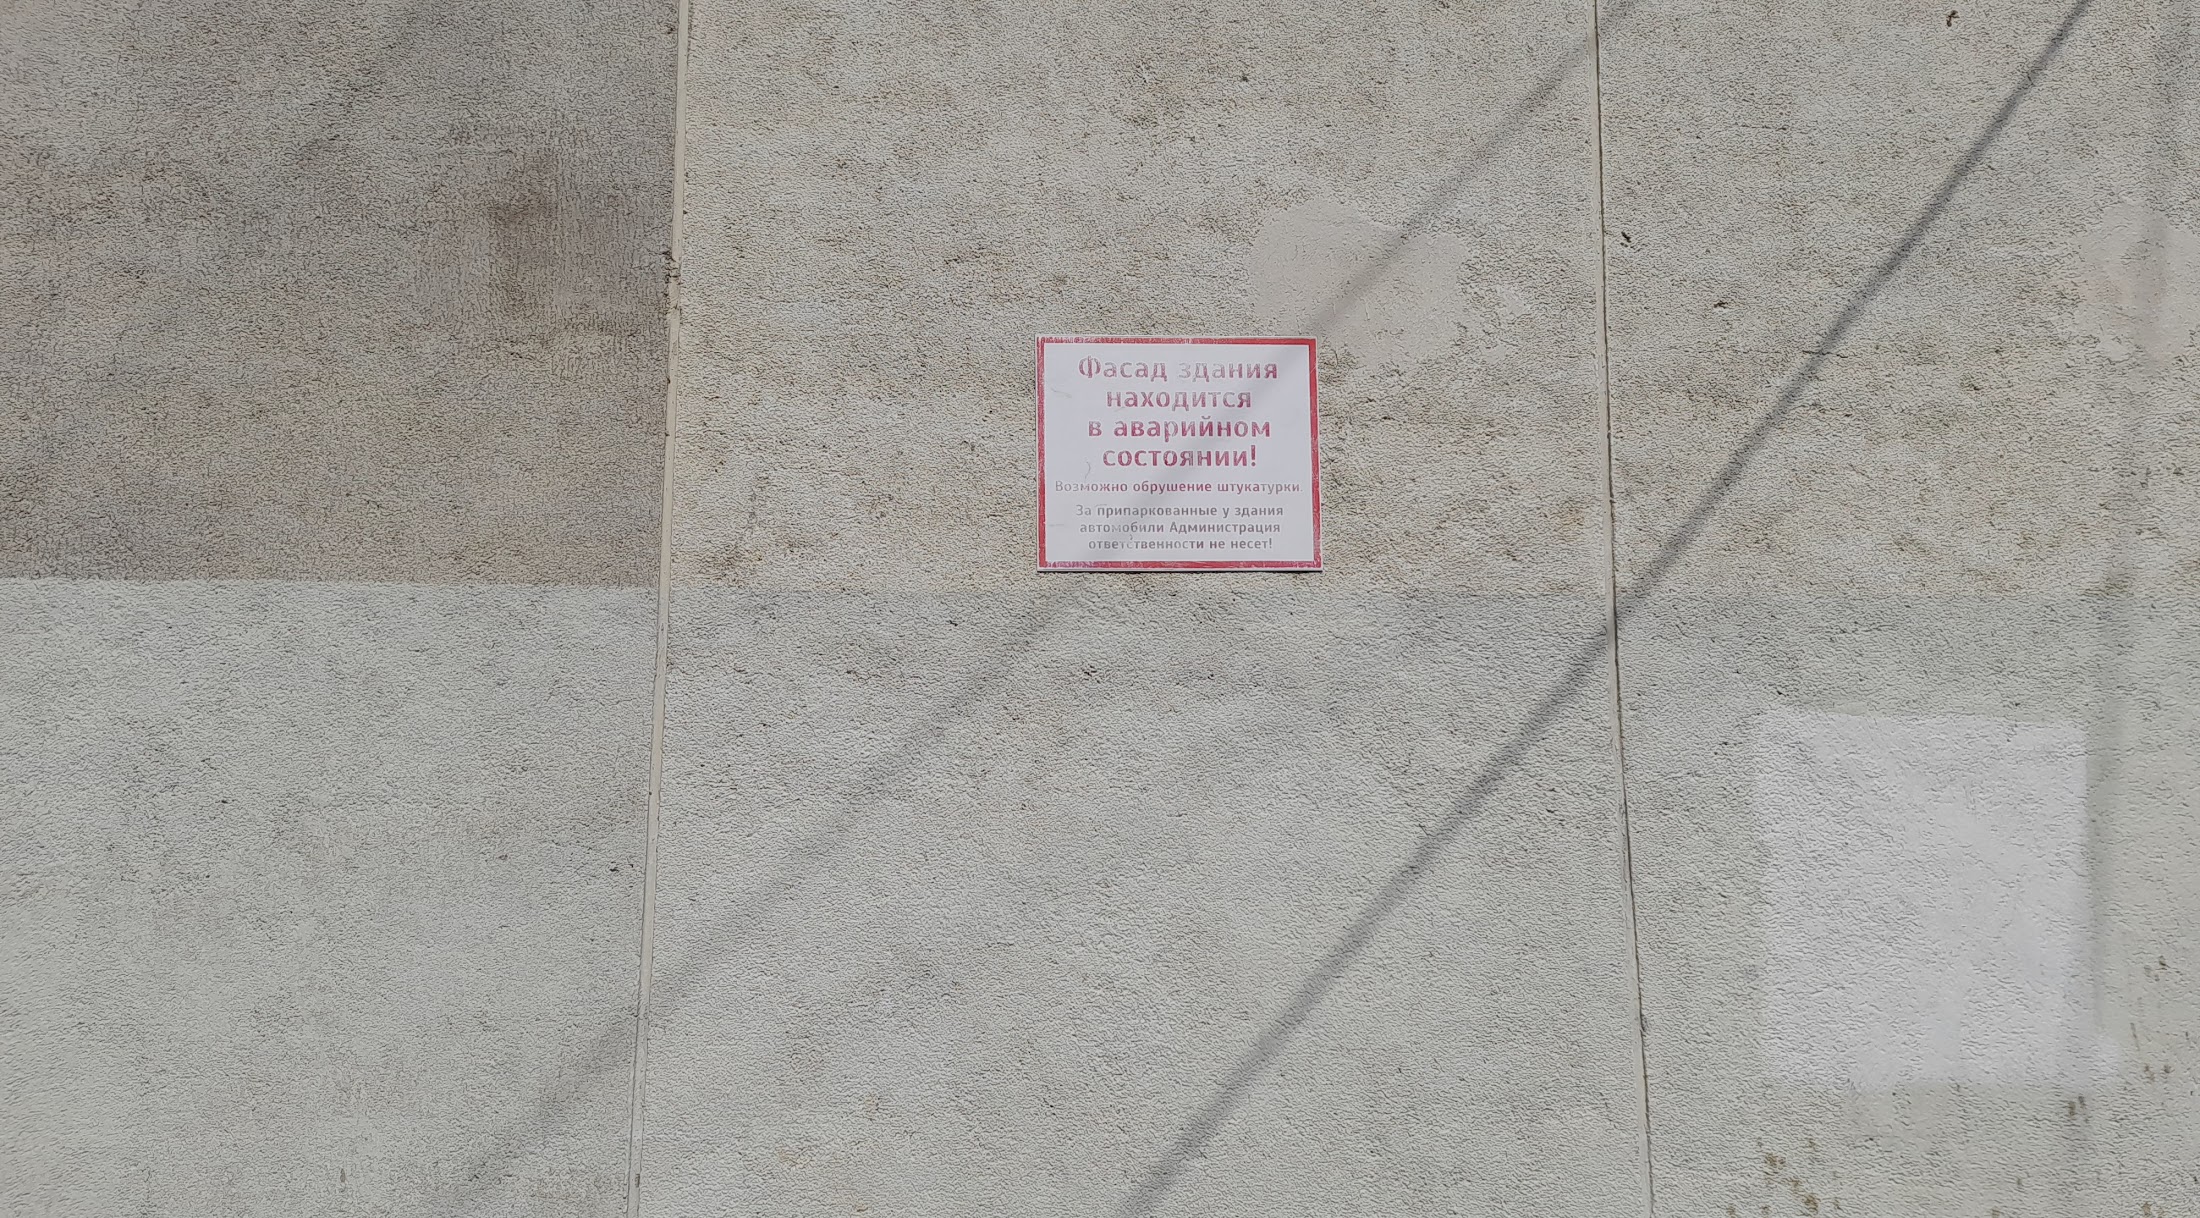 Фасад здания
находится
в аварийном
состоянии!
Возможно обрушение штукатурки.
За припаркованные у здания
автомобили Администрация
ответственности не несет!